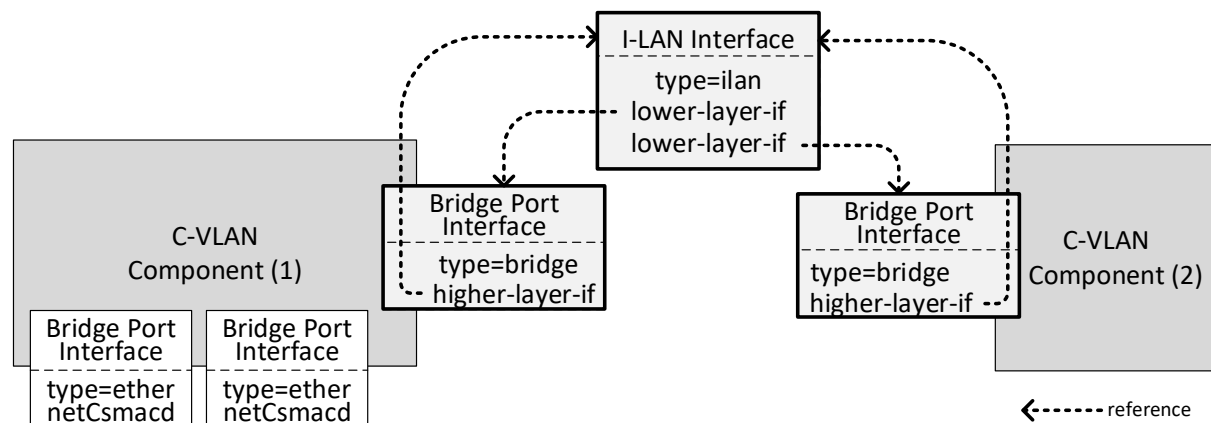 I-LAN Interface
type=ilan
lower-layer-if
lower-layer-if
C-VLAN
Component (1)
Bridge Port
Interface
type=bridge
higher-layer-if
Bridge Port
Interface
type=bridge
higher-layer-if
C-VLAN
Component (2)
Bridge Port
Interface
type=ether
netCsmacd
Bridge Port
Interface
type=ether
netCsmacd
reference